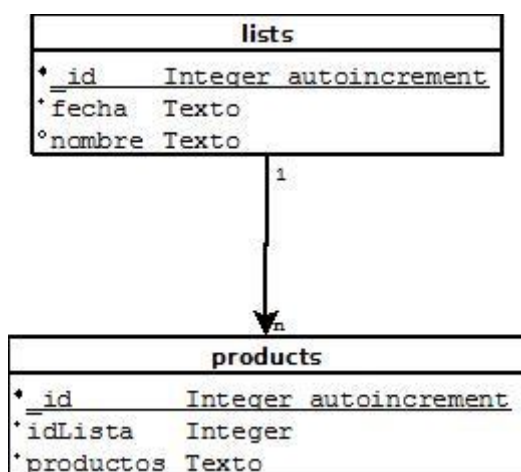 lists
_id Integer autoincrement
fecha Texto
nombre Texto
1
n
products
_id Integer autoincrement
idLista Integer
productos Texto